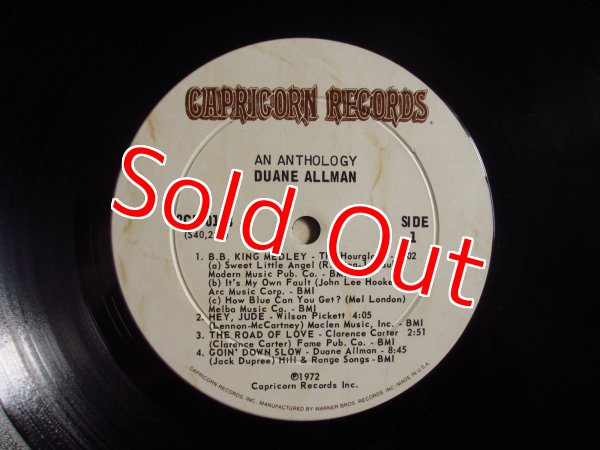 CAPRICORN RECORDS
AN ANTHOLOGY
DUANE ALLMAN
Sold Out
SIDE
1
1. B.B. KING MEDLEY - The Hourglass
(a) Sweet Little Angel
Modern Music Pub. Co. - BMI
(b) It's My Own Fault (John Lee Hooker
Arc Music Corp. - BMI
(c) How Blue Can You Get? (Mel London)
Melba Music Co. - BMI
2. HEY, JUDE - Wilson Pickett 4:05
(Lennon-McCartney) Maclen Music, Inc. - BMI
3. THE ROAD OF LOVE - Clarence Carter 2:51
(Clarence Carter) Fame Pub. Co. - BMI
4. GOIN' DOWN SLOW - Duane Allman - 8:45
(Jack Dupree) Hill & Range Songs - BMI
℗1972
Capricorn Records Inc.
CAPRICORN RECORDS, INC. MANUFACTURED BY WARNER BROS. RECORDS INC./MADE IN U.S.A.